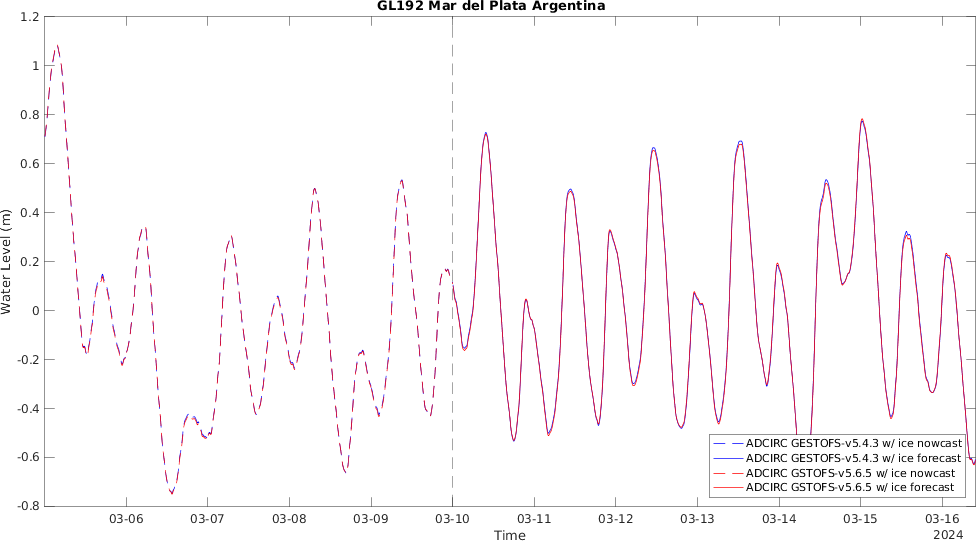 GL192 Mar del Plata Argentina
1.2
1
0.8
0.6
0.4
0.2
0
-0.2
-0.4
-0.6
-0.8
Water Level (m)
ADCIRC GESTOFS-v5.4.3 w/ ice nowcast
ADCIRC GESTOFS-v5.4.3 w/ ice forecast
ADCIRC GSTOFS-v5.6.5 w/ ice nowcast
ADCIRC GSTOFS-v5.6.5 w/ ice forecast
03-06 03-07 03-08 03-09 03-10 03-11 03-12 03-13 03-14 03-15 03-16
Time
2024